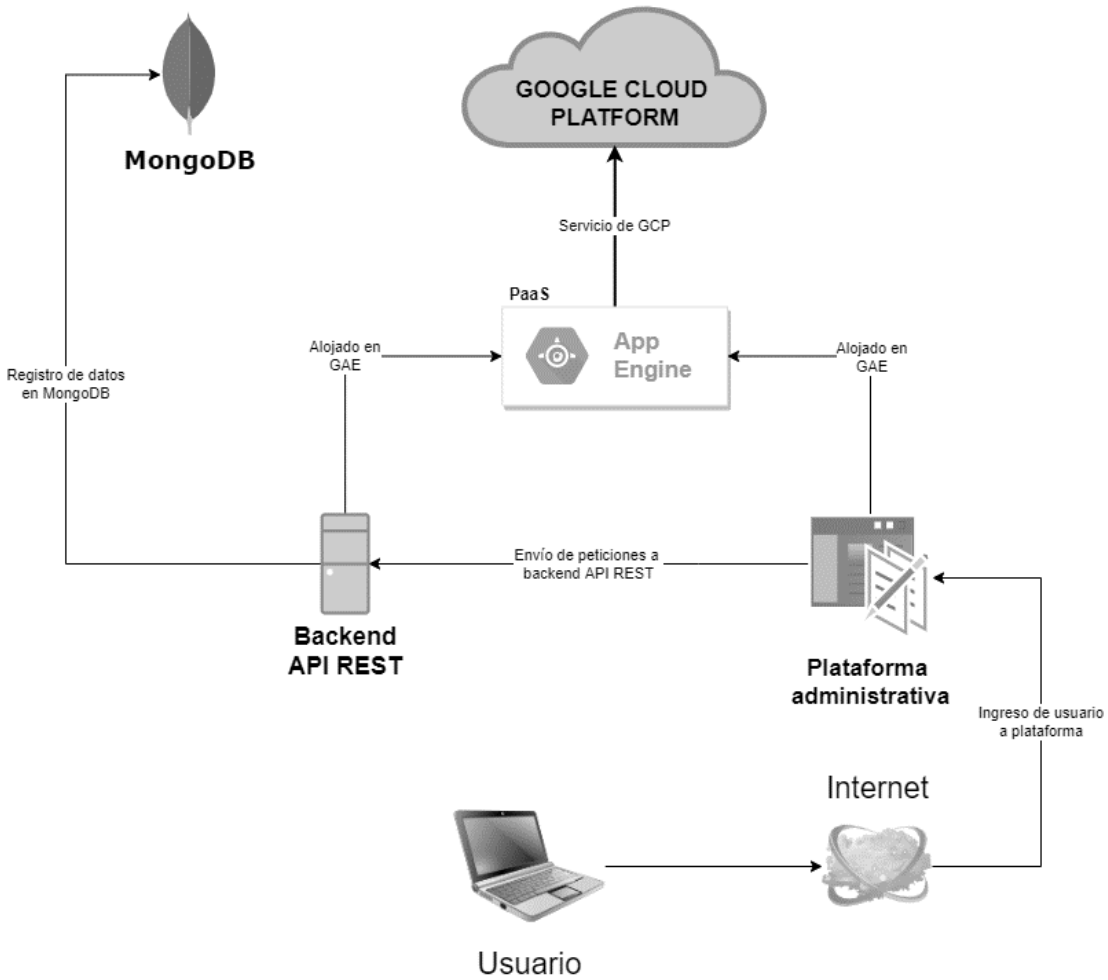 GOOGLE CLOUD
PLATFORM
MongoDB
Servicio de GCP
PaaS
App
Engine
Alojado en
GAE
Alojado en
GAE
Registro de datos
en MongoDB
Envío de peticiones a
backend API REST
Backend
API REST
Plataforma
administrativa
Ingreso de usuario
a plataforma
Internet
Usuario